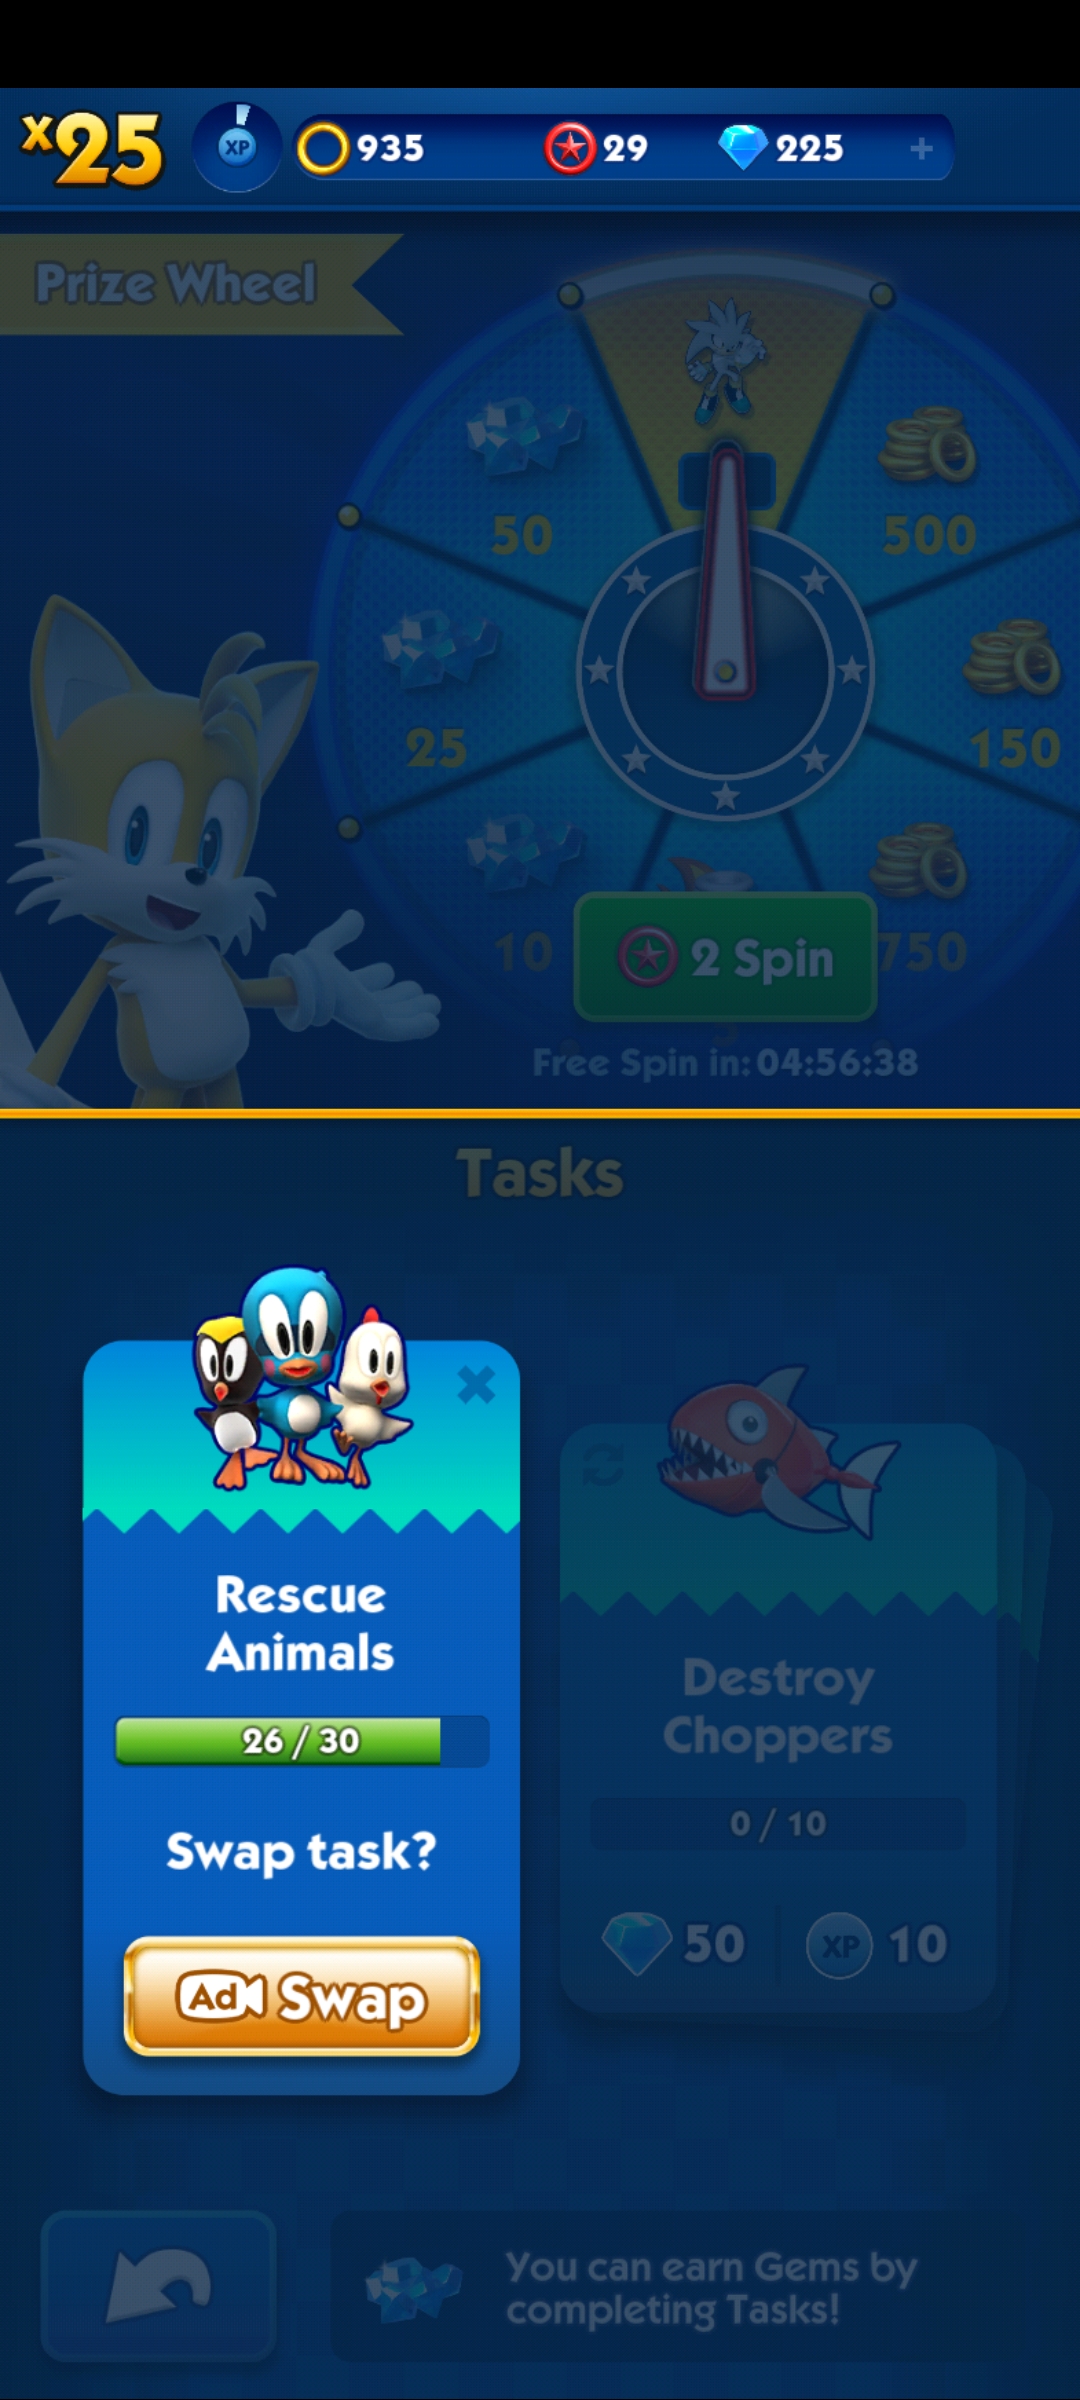 x25
XP
935
29
225
+
Prize Wheel
50
500
25
150
10
750
2 Spin
Free Spin in: 04:56:38
Tasks
Rescue
Animals
26 / 30
Swap task?
Ad Swap
Destroy
Choppers
0 / 10
50
XP 10
You can earn Gems by
completing Tasks!